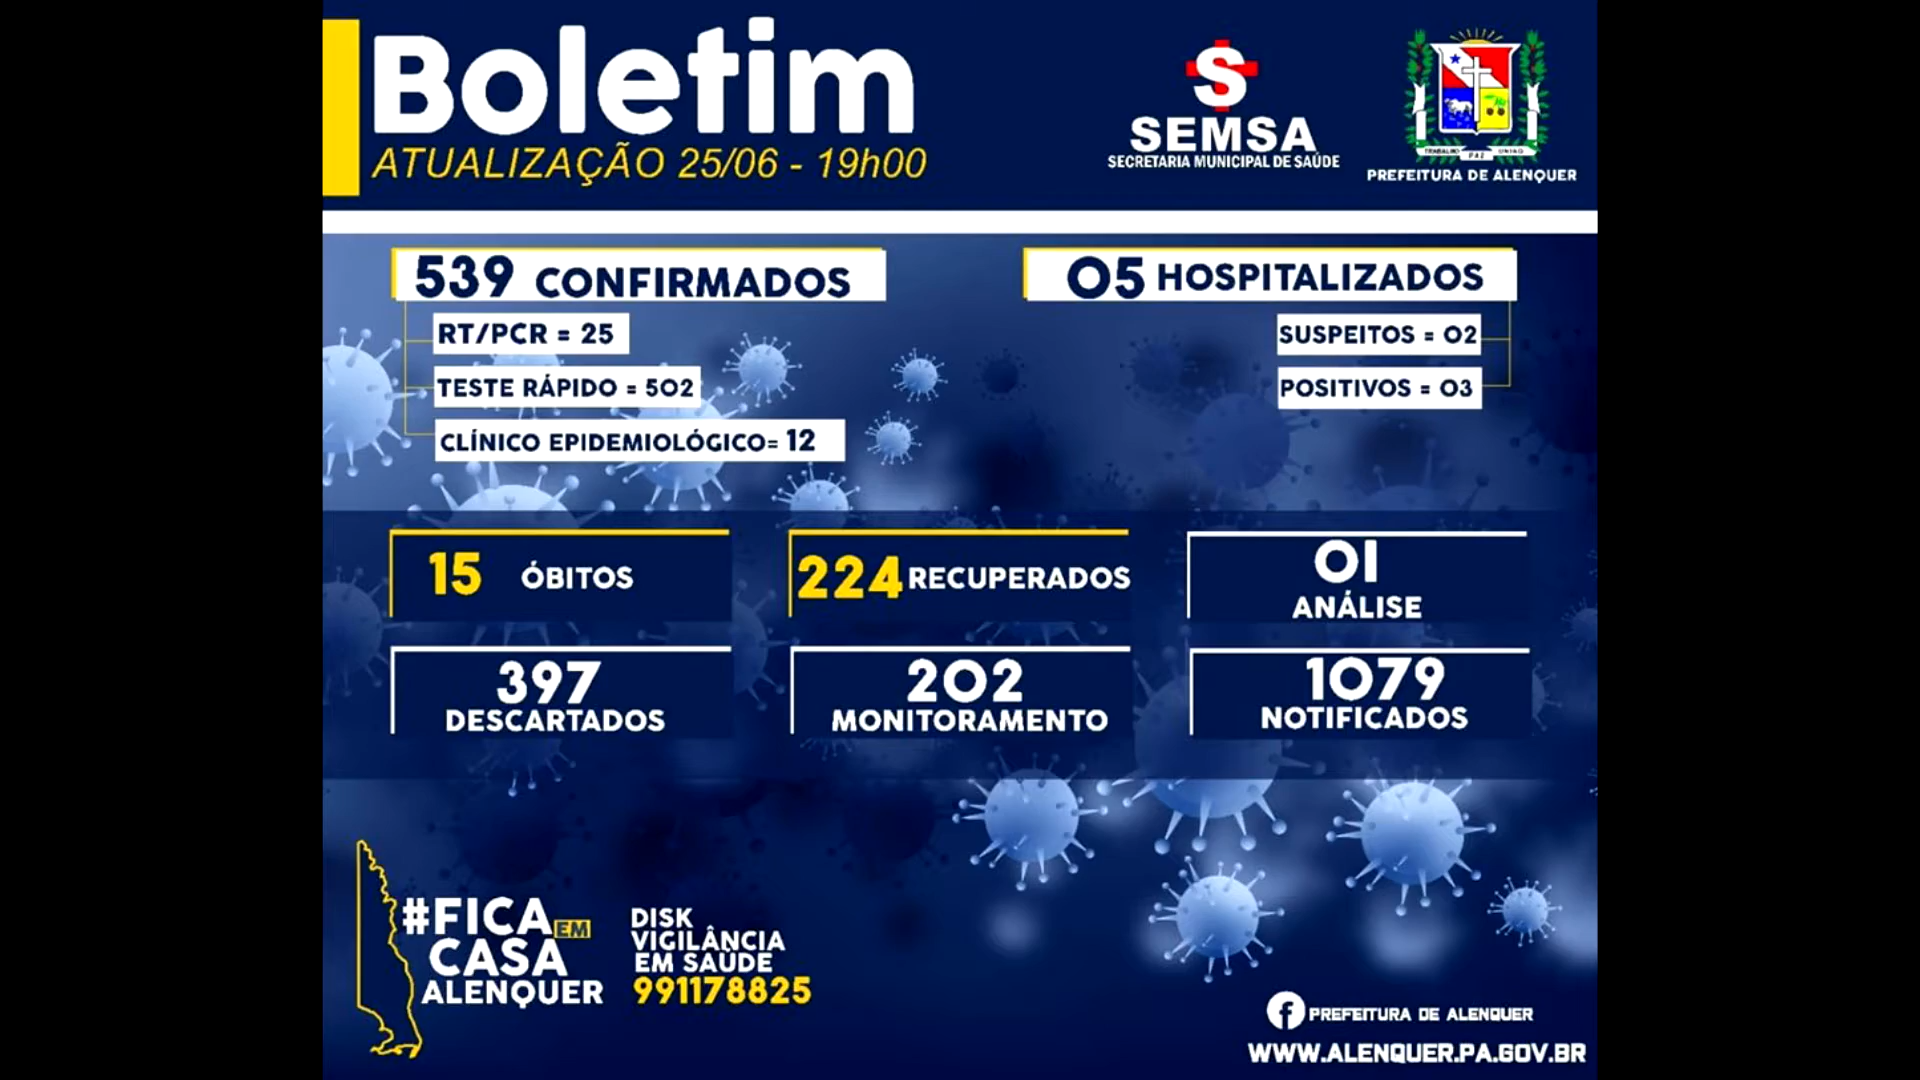 Boletim
ATUALIZAÇÃO 25/06 - 19h00
S
SEMSA
SECRETARIA MUNICIPAL DE SAÚDE
TRABALHO PAZ UNIÃO
PREFEITURA DE ALENQUER
539 CONFIRMADOS
RT/PCR = 25
TESTE RÁPIDO = 502
CLÍNICO EPIDEMIOLÓGICO= 12
05 HOSPITALIZADOS
SUSPEITOS = 02
POSITIVOS = 03
15 ÓBITOS
224 RECUPERADOS
01
ANÁLISE
397
DESCARTADOS
202
MONITORAMENTO
1079
NOTIFICADOS
#FICA EM
CASA
ALENQUER
DISK
VIGILÂNCIA
EM SAÚDE
991178825
f PREFEITURA DE ALENQUER
WWW.ALENQUER.PA.GOV.BR